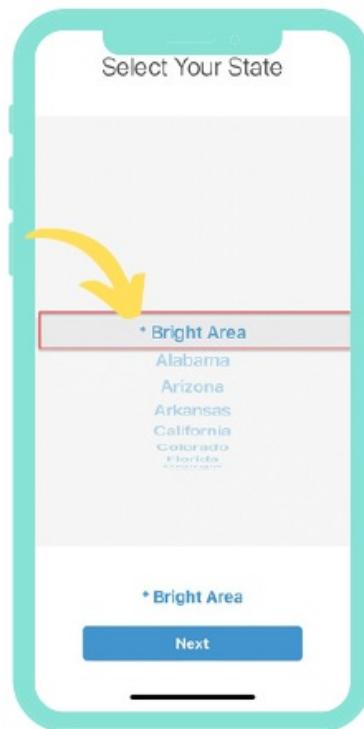 Select Your State
* Bright Area
Alabama
Arizona
Arkansas
California
Colorado
Florida
* Bright Area
Next